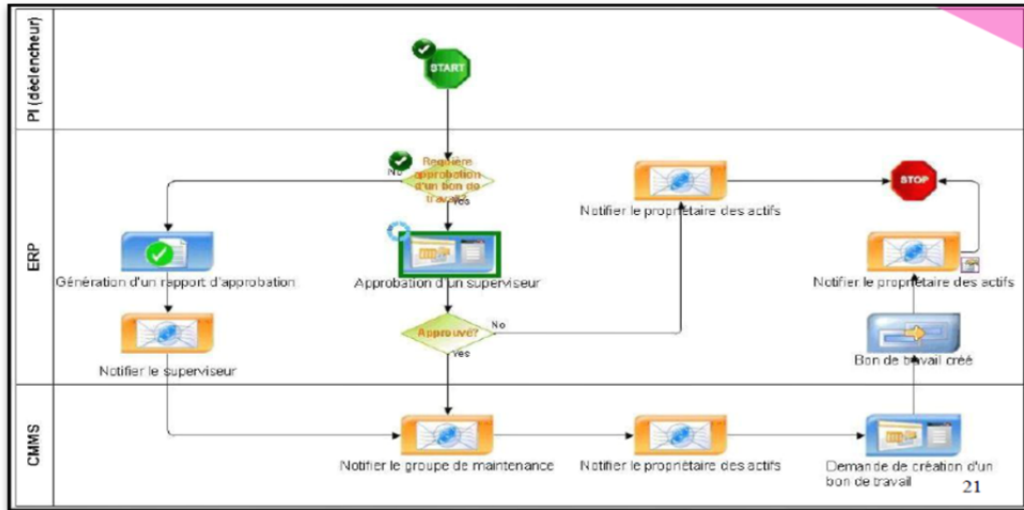 PI (déclencheur)
START
Requière
approbation
d'un bon de
travail?
No
Yes
Notifier le propriétaire des actifs
STOP
ERP
Génération d'un rapport d'approbation
Approbation d'un superviseur
Notifier le propriétaire des actifs
Approuvé?
No
Yes
Notifier le superviseur
Bon de travail créé
CMMS
Notifier le groupe de maintenance
Notifier le propriétaire des actifs
Demande de création d'un
bon de travail
21